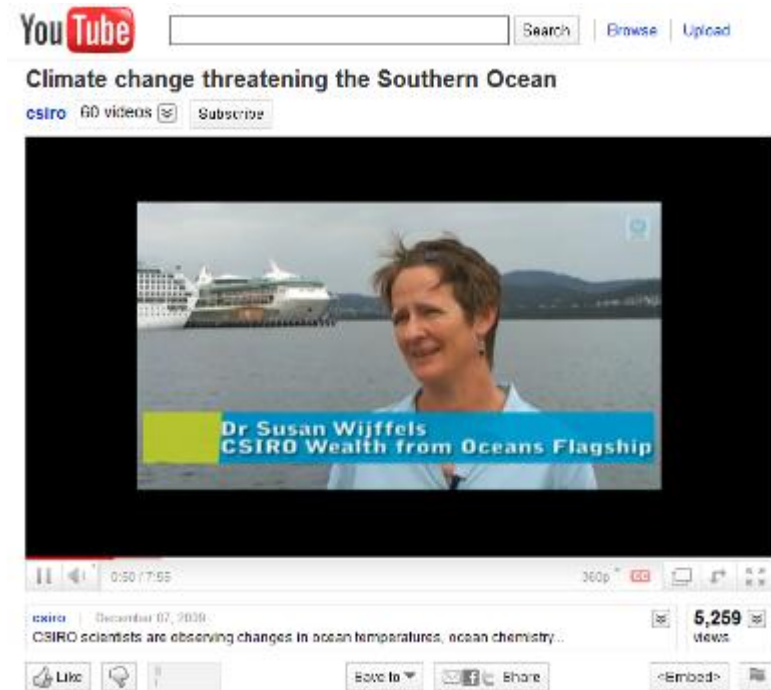 You Tube Search Browse Upload
Climate change threatening the Southern Ocean
csiro 60 videos Subscribe
Dr Susan Wijffels
CSIRO Wealth from Oceans Flagship
0:50 / 7:55 360p CC
csiro December 07, 2009 5,259
CSIRO scientists are observing changes in ocean temperatures, ocean chemistry... views
Like Save to Share <Embed>